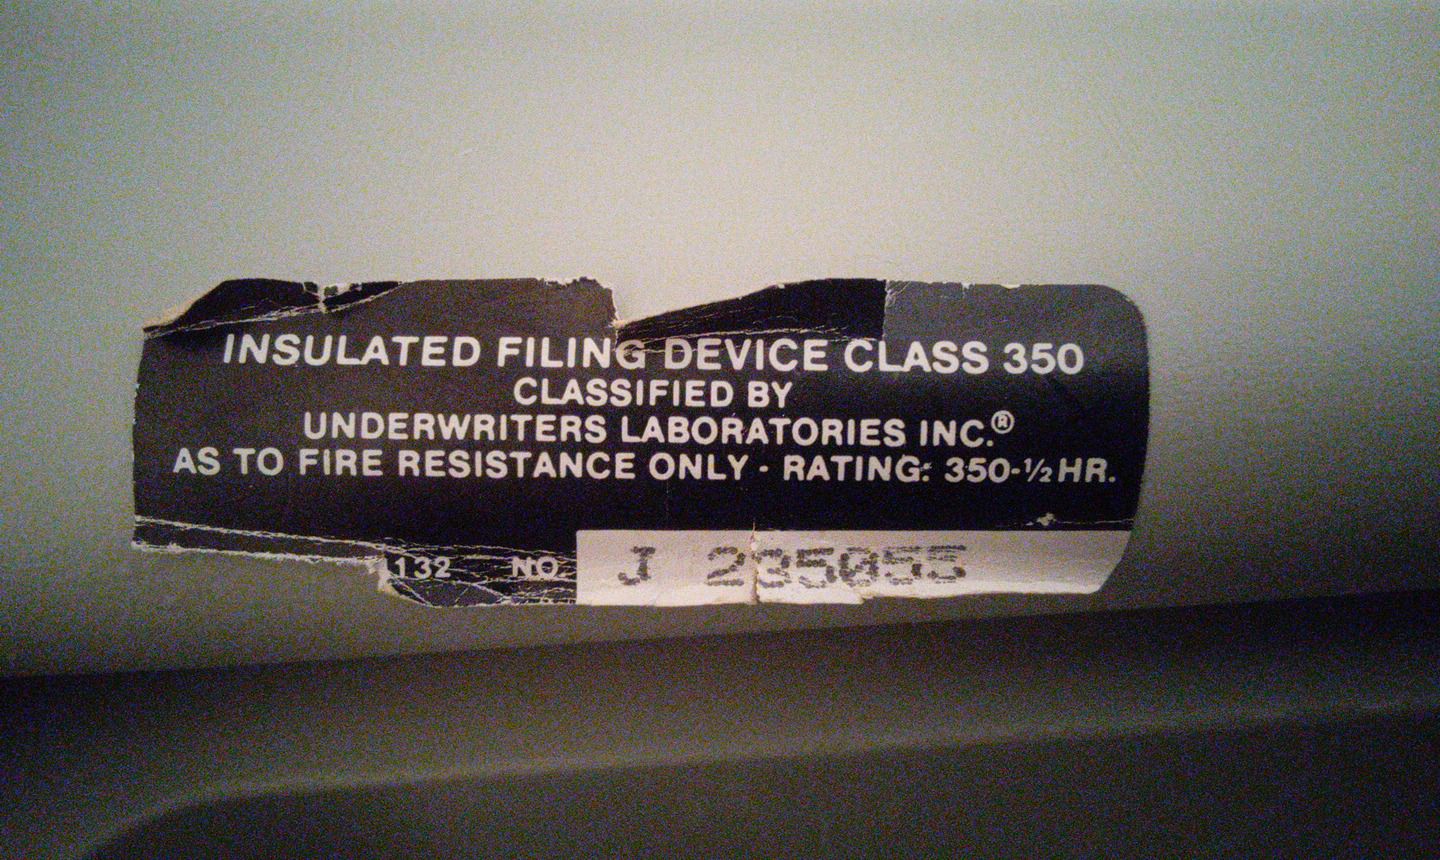 INSULATED FILING DEVICE CLASS 350
CLASSIFIED BY
UNDERWRITERS LABORATORIES INC.®
AS TO FIRE RESISTANCE ONLY - RATING: 350-½ HR.
132 NO. J 235055